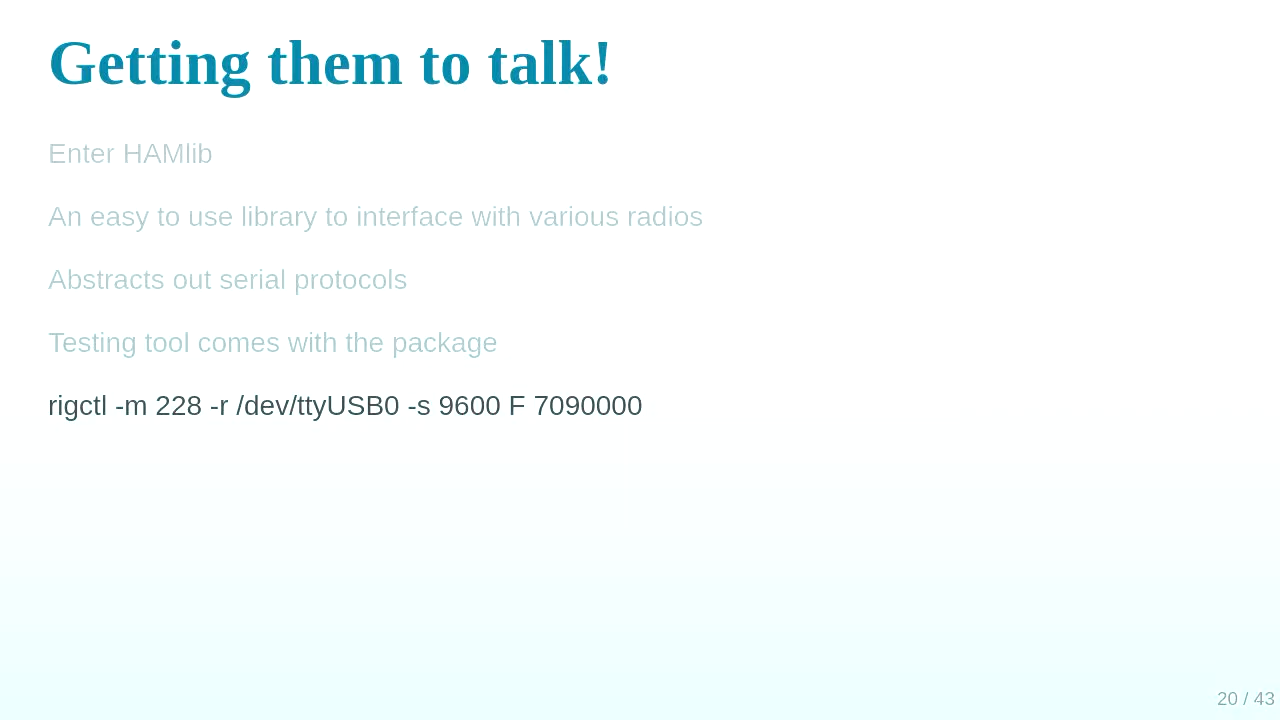 Getting them to talk!
Enter HAMlib
An easy to use library to interface with various radios
Abstracts out serial protocols
Testing tool comes with the package
rigctl -m 228 -r /dev/ttyUSB0 -s 9600 F 7090000
20 / 43